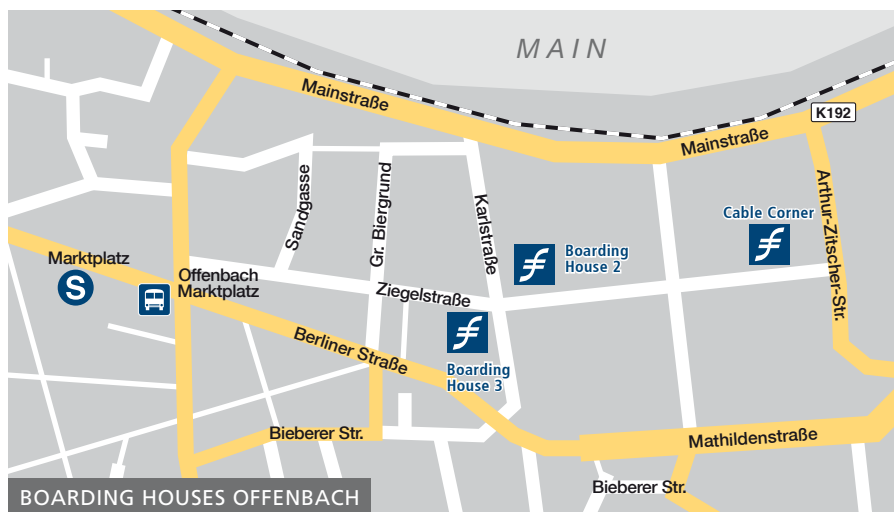 MAIN
Mainstraße
K192
Mainstraße
Sandgasse
Gr. Biergrund
Karlstraße
Arthur-Zitscher-Str.
Cable Corner
Boarding
House 2
Marktplatz
S
Offenbach
Marktplatz
Ziegelstraße
Berliner Straße
Boarding
House 3
Bieberer Str.
Mathildenstraße
Bieberer Str.
BOARDING HOUSES OFFENBACH